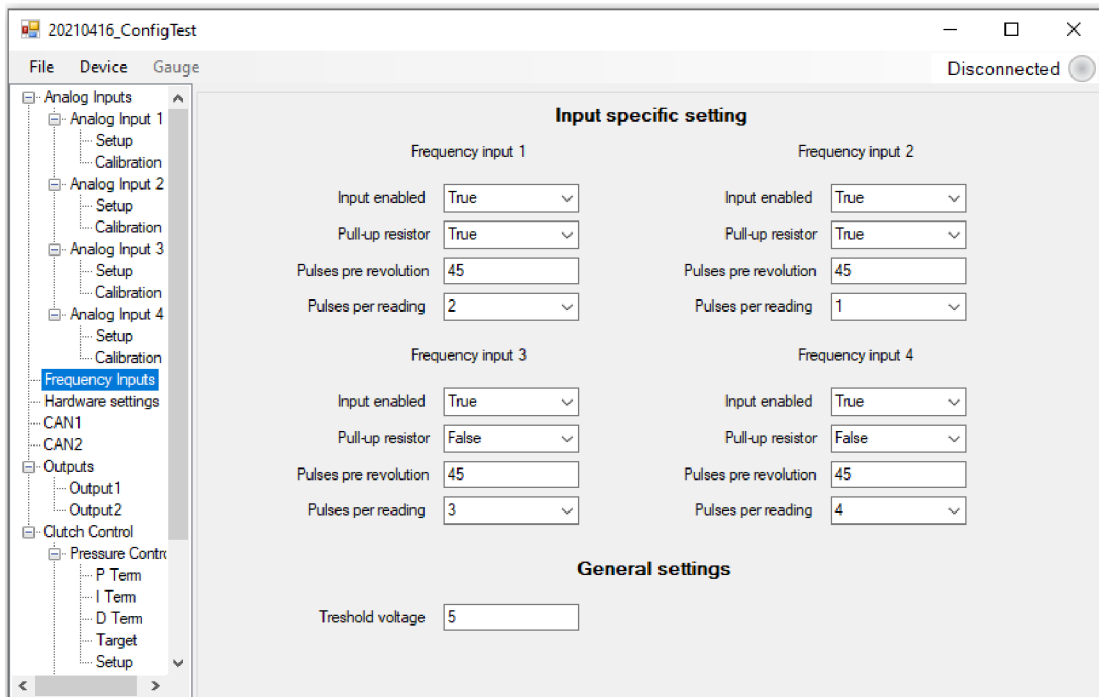 20210416_ConfigTest
File Device Gauge
Disconnected
Analog Inputs
Analog Input 1
Setup
Calibration
Analog Input 2
Setup
Calibration
Analog Input 3
Setup
Calibration
Analog Input 4
Setup
Calibration
Frequency Inputs
Hardware settings
CAN1
CAN2
Outputs
Output1
Output2
Clutch Control
Pressure Contro
P Term
I Term
D Term
Target
Setup
Input specific setting
Frequency input 1
Input enabled True
Pull-up resistor True
Pulses pre revolution 45
Pulses per reading 2
Frequency input 2
Input enabled True
Pull-up resistor True
Pulses pre revolution 45
Pulses per reading 1
Frequency input 3
Input enabled True
Pull-up resistor False
Pulses pre revolution 45
Pulses per reading 3
Frequency input 4
Input enabled True
Pull-up resistor False
Pulses pre revolution 45
Pulses per reading 4
General settings
Treshold voltage 5